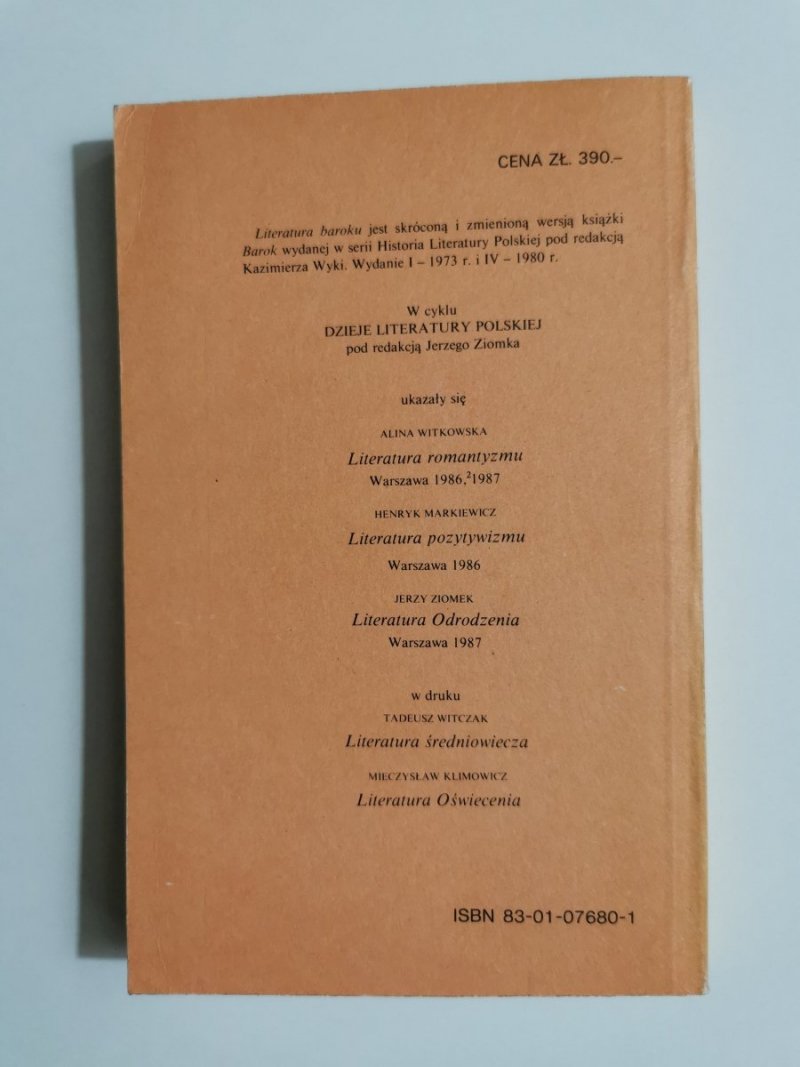 CENA ZŁ. 390.–
Literatura baroku jest skróconą i zmienioną wersją książki
Barok wydanej w serii Historia Literatury Polskiej pod redakcją
Kazimierza Wyki. Wydanie I – 1973 r. i IV – 1980 r.
W cyklu
DZIEJE LITERATURY POLSKIEJ
pod redakcją Jerzego Ziomka
ukazały się
ALINA WITKOWSKA
Literatura romantyzmu
Warszawa 1986,²1987
HENRYK MARKIEWICZ
Literatura pozytywizmu
Warszawa 1986
JERZY ZIOMEK
Literatura Odrodzenia
Warszawa 1987
w druku
TADEUSZ WITCZAK
Literatura średniowiecza
MIECZYSŁAW KLIMOWICZ
Literatura Oświecenia
ISBN 83-01-07680-1